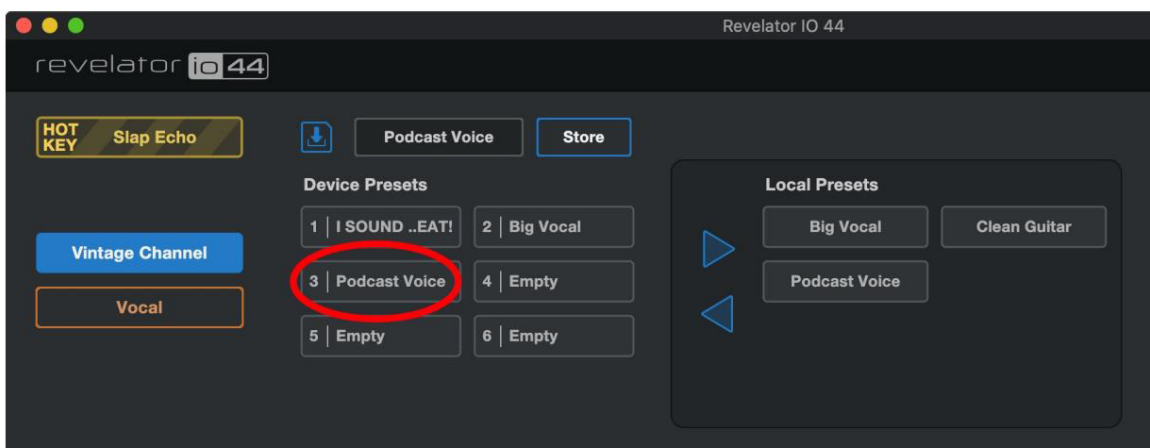 Revelator IO 44
revelator io 44
HOT KEY Slap Echo
Podcast Voice
Store
Device Presets
Local Presets
1 I SOUND ..EAT!
2 Big Vocal
Big Vocal
Clean Guitar
Vintage Channel
3 Podcast Voice
4 Empty
Podcast Voice
Vocal
5 Empty
6 Empty